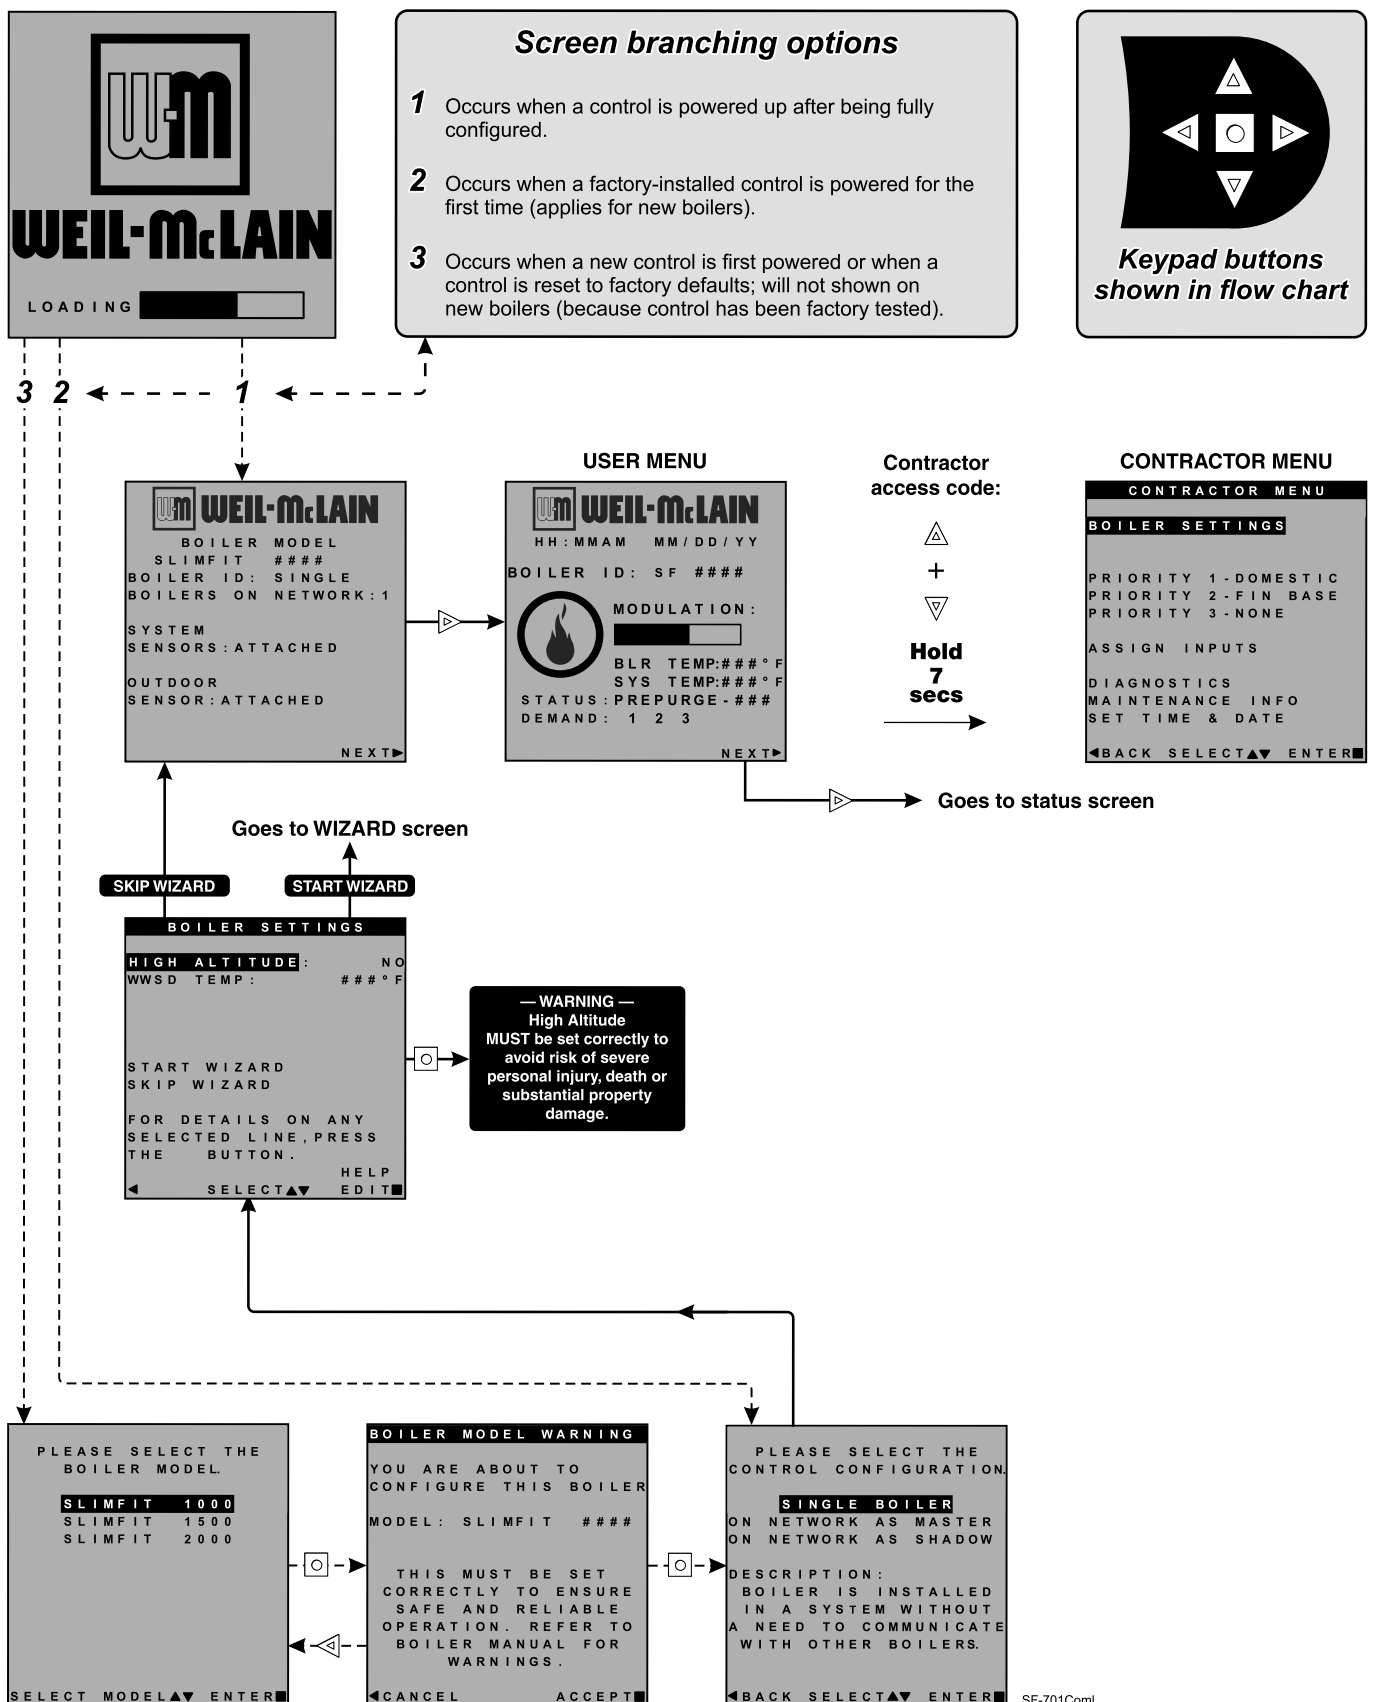 WM
WEIL-McLAIN
LOADING
Screen branching options
1 Occurs when a control is powered up after being fully
configured.
2 Occurs when a factory-installed control is powered for the
first time (applies for new boilers).
3 Occurs when a new control is first powered or when a
control is reset to factory defaults; will not shown on
new boilers (because control has been factory tested).
Keypad buttons
shown in flow chart
3 2 1
WM WEIL-McLAIN
BOILER MODEL
SLIMFIT ####
BOILER ID: SINGLE
BOILERS ON NETWORK:1
SYSTEM
SENSORS:ATTACHED
OUTDOOR
SENSOR:ATTACHED
NEXT▶
USER MENU
WM WEIL-McLAIN
HH:MMAM MM/DD/YY
BOILER ID: SF ####
MODULATION:
BLR TEMP:###°F
SYS TEMP:###°F
STATUS:PREPURGE-###
DEMAND: 1 2 3
NEXT▶
Goes to status screen
Contractor
access code:
+
Hold
7
secs
CONTRACTOR MENU
CONTRACTOR MENU
BOILER SETTINGS
PRIORITY 1-DOMESTIC
PRIORITY 2-FIN BASE
PRIORITY 3-NONE
ASSIGN INPUTS
DIAGNOSTICS
MAINTENANCE INFO
SET TIME & DATE
◀BACK SELECT▲▼ ENTER■
Goes to WIZARD screen
SKIP WIZARD
START WIZARD
BOILER SETTINGS
HIGH ALTITUDE: NO
WWSD TEMP: ###°F
START WIZARD
SKIP WIZARD
FOR DETAILS ON ANY
SELECTED LINE,PRESS
THE BUTTON.
HELP
◀ SELECT▲▼ EDIT■
— WARNING —
High Altitude
MUST be set correctly to
avoid risk of severe
personal injury, death or
substantial property
damage.
PLEASE SELECT THE
BOILER MODEL.
SLIMFIT 1000
SLIMFIT 1500
SLIMFIT 2000
SELECT MODEL▲▼ ENTER■
BOILER MODEL WARNING
YOU ARE ABOUT TO
CONFIGURE THIS BOILER
MODEL: SLIMFIT ####
THIS MUST BE SET
CORRECTLY TO ENSURE
SAFE AND RELIABLE
OPERATION. REFER TO
BOILER MANUAL FOR
WARNINGS.
◀CANCEL ACCEPT■
PLEASE SELECT THE
CONTROL CONFIGURATION.
SINGLE BOILER
ON NETWORK AS MASTER
ON NETWORK AS SHADOW
DESCRIPTION:
BOILER IS INSTALLED
IN A SYSTEM WITHOUT
A NEED TO COMMUNICATE
WITH OTHER BOILERS.
◀BACK SELECT▲▼ ENTER■
SF-701Coml